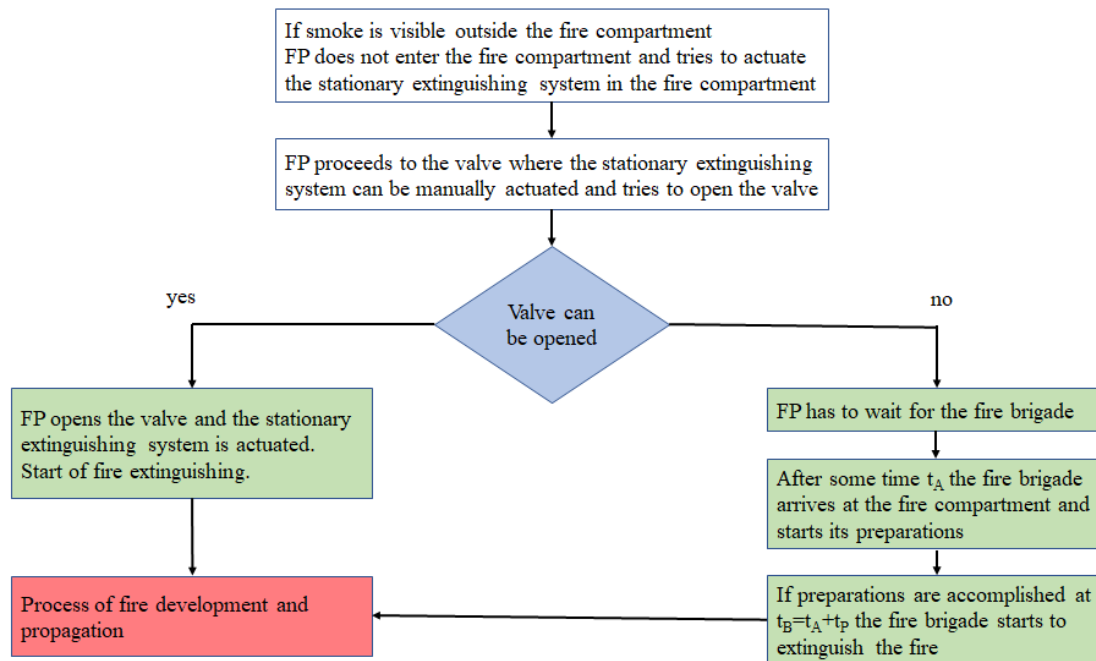 If smoke is visible outside the fire compartment
FP does not enter the fire compartment and tries to actuate
the stationary extinguishing system in the fire compartment
FP proceeds to the valve where the stationary extinguishing
system can be manually actuated and tries to open the valve
yes
Valve can
be opened
no
FP opens the valve and the stationary
extinguishing system is actuated.
Start of fire extinguishing.
FP has to wait for the fire brigade
After some time t_A the fire brigade
arrives at the fire compartment and
starts its preparations
Process of fire development and
propagation
If preparations are accomplished at
t_B=t_A+t_P the fire brigade starts to
extinguish the fire